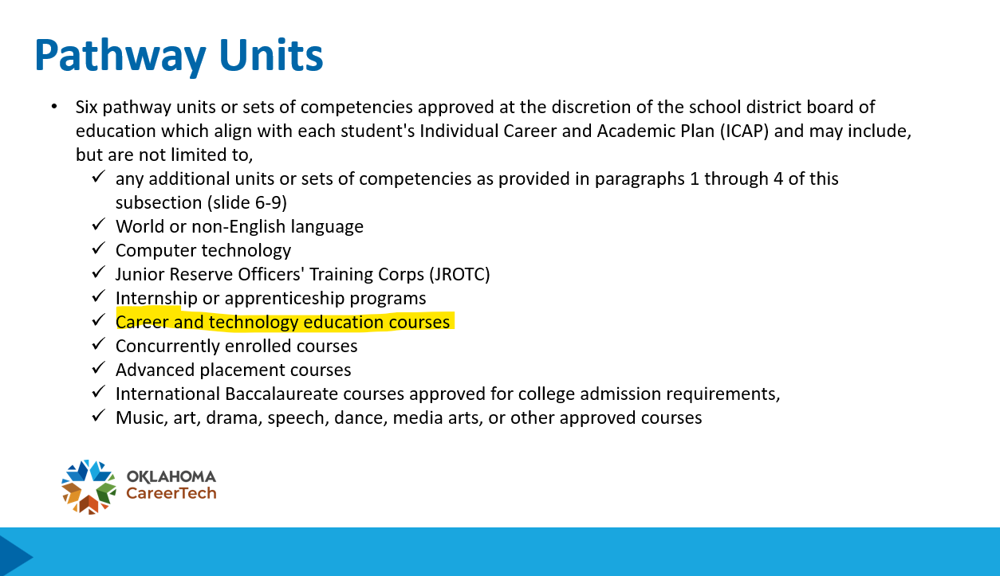 Pathway Units
• Six pathway units or sets of competencies approved at the discretion of the school district board of
education which align with each student's Individual Career and Academic Plan (ICAP) and may include,
but are not limited to,
✓ any additional units or sets of competencies as provided in paragraphs 1 through 4 of this
subsection (slide 6-9)
✓ World or non-English language
✓ Computer technology
✓ Junior Reserve Officers' Training Corps (JROTC)
✓ Internship or apprenticeship programs
✓ Career and technology education courses
✓ Concurrently enrolled courses
✓ Advanced placement courses
✓ International Baccalaureate courses approved for college admission requirements,
✓ Music, art, drama, speech, dance, media arts, or other approved courses
OKLAHOMA
CareerTech